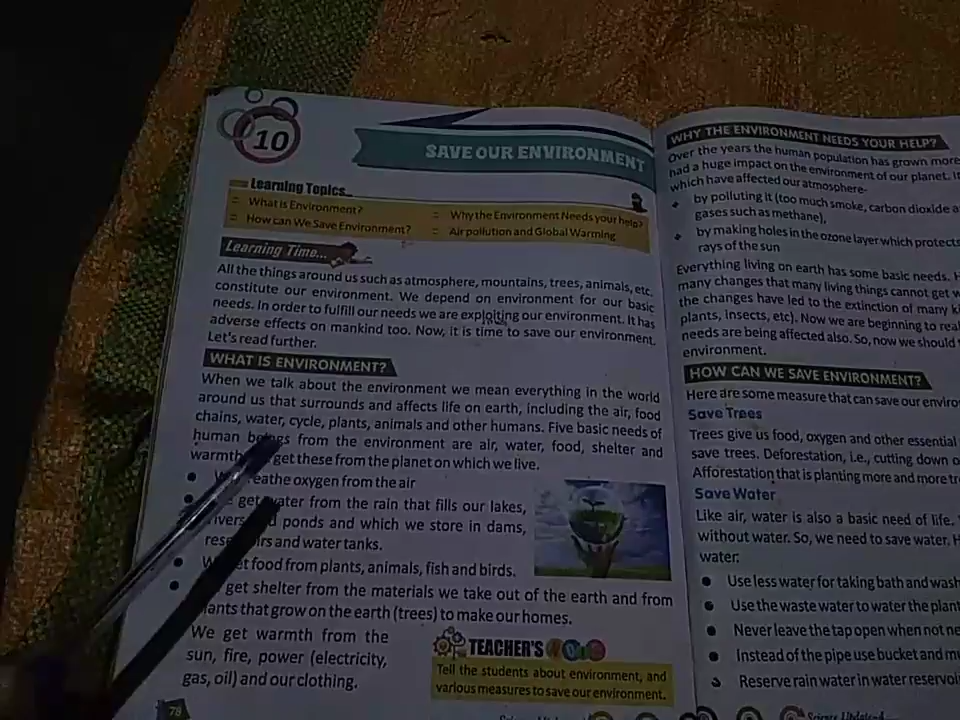 10
SAVE OUR ENVIRONMENT
Learning Topics...
What is Environment?
How can We Save Environment?
Why the Environment Needs your help?
Air pollution and Global Warming
Learning Time...
All the things around us such as atmosphere, mountains, trees, animals, etc.
constitute our environment. We depend on environment for our basic
needs. In order to fulfill our needs we are exploiting our environment. It has
adverse effects on mankind too. Now, it is time to save our environment.
Let's read further.
WHAT IS ENVIRONMENT?
When we talk about the environment we mean everything in the world
around us that surrounds and affects life on earth, including the air, food
chains, water, cycle, plants, animals and other humans. Five basic needs of
human beings from the environment are air, water, food, shelter and
warmth get these from the planet on which we live.
oxygen from the air
get water from the rain that fills our lakes,
ponds and which we store in dams,
and water tanks.
food from plants, animals, fish and birds.
get shelter from the materials we take out of the earth and from
that grow on the earth (trees) to make our homes.
We get warmth from the
sun, fire, power (electricity,
gas, oil) and our clothing.
TEACHER'S
Tell the students about environment, and
various measures to save our environment.
78
WHY THE ENVIRONMENT NEEDS YOUR HELP?
Over the years the human population has grown more
had a huge impact on the environment of our planet.
which have affected our atmosphere-
by polluting it (too much smoke, carbon dioxide
gases such as methane),
by making holes in the ozone layer which protects
rays of the sun
Everything living on earth has some basic needs.
many changes that many living things cannot get
the changes have led to the extinction of many
plants, insects, etc). Now we are beginning to
needs are being affected also. So, now we should
environment.
HOW CAN WE SAVE ENVIRONMENT?
Here are some measure that can save our
Save Trees
Trees give us food, oxygen and other essential
save trees. Deforestation, i.e., cutting down
Afforestation that is planting more and more
Save Water
Like air, water is also a basic need of life.
without water. So, we need to save water.
water:
Use less water for taking bath and
Use the waste water to water the
Never leave the tap open when not
Instead of the pipe use bucket and
Reserve rain water in water